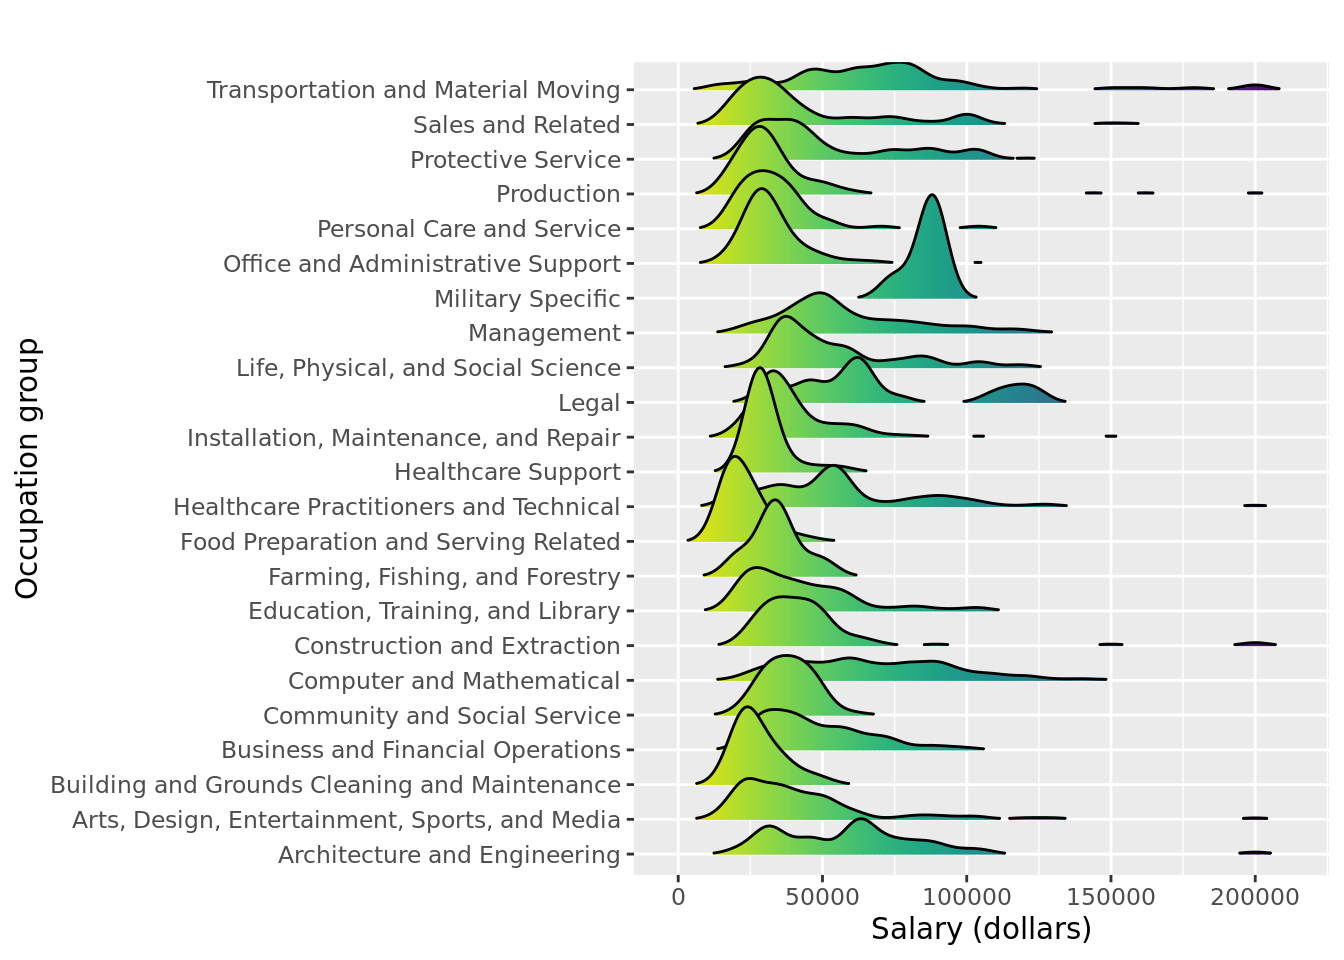 Transportation and Material Moving
Sales and Related
Protective Service
Production
Personal Care and Service
Office and Administrative Support
Military Specific
Management
Life, Physical, and Social Science
Legal
Installation, Maintenance, and Repair
Healthcare Support
Healthcare Practitioners and Technical
Food Preparation and Serving Related
Farming, Fishing, and Forestry
Education, Training, and Library
Construction and Extraction
Computer and Mathematical
Community and Social Service
Business and Financial Operations
Building and Grounds Cleaning and Maintenance
Arts, Design, Entertainment, Sports, and Media
Architecture and Engineering
Occupation group
0 50000 100000 150000 200000
Salary (dollars)